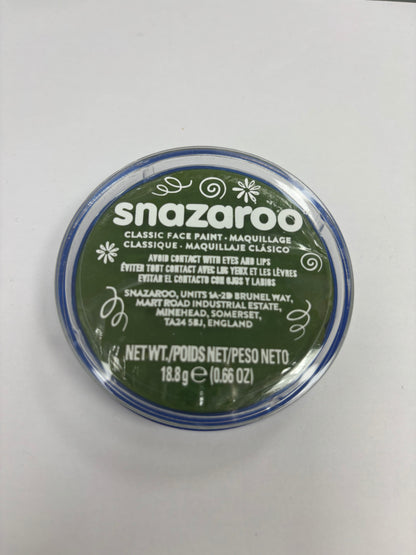 snazaroo
CLASSIC FACE PAINT • MAQUILLAGE
CLASSIQUE • MAQUILLAJE CLÁSICO
AVOID CONTACT WITH EYES AND LIPS
ÉVITER TOUT CONTACT AVEC LES YEUX ET LES LÈVRES
EVITAR EL CONTACTO CON OJOS Y LABIOS
SNAZAROO, UNITS 1A-2B BRUNEL WAY,
MART ROAD INDUSTRIAL ESTATE,
MINEHEAD, SOMERSET,
TA24 5BJ, ENGLAND
NET WT./POIDS NET/PESO NETO
18.8 g ℮ (0.66 OZ)